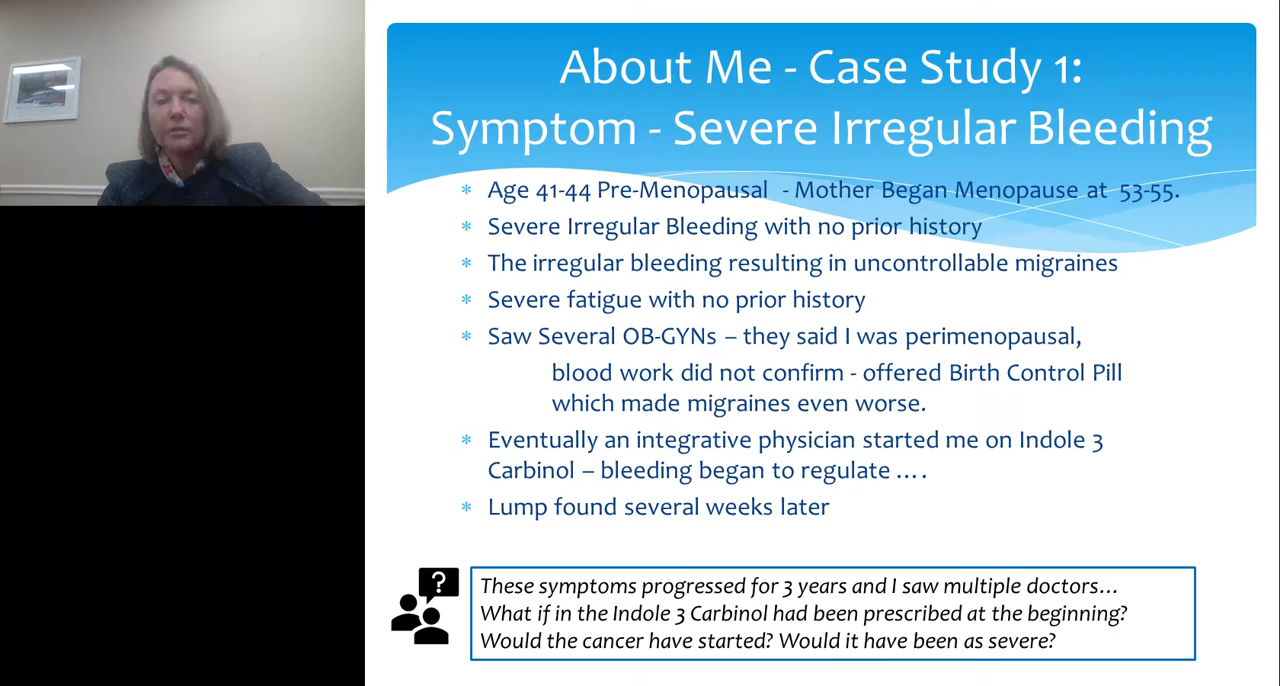 About Me - Case Study 1:
Symptom - Severe Irregular Bleeding
* Age 41-44 Pre-Menopausal - Mother Began Menopause at 53-55.
* Severe Irregular Bleeding with no prior history
* The irregular bleeding resulting in uncontrollable migraines
* Severe fatigue with no prior history
* Saw Several OB-GYNs – they said I was perimenopausal,
blood work did not confirm - offered Birth Control Pill
which made migraines even worse.
* Eventually an integrative physician started me on Indole 3
Carbinol – bleeding began to regulate ….
* Lump found several weeks later
?
These symptoms progressed for 3 years and I saw multiple doctors…
What if in the Indole 3 Carbinol had been prescribed at the beginning?
Would the cancer have started? Would it have been as severe?